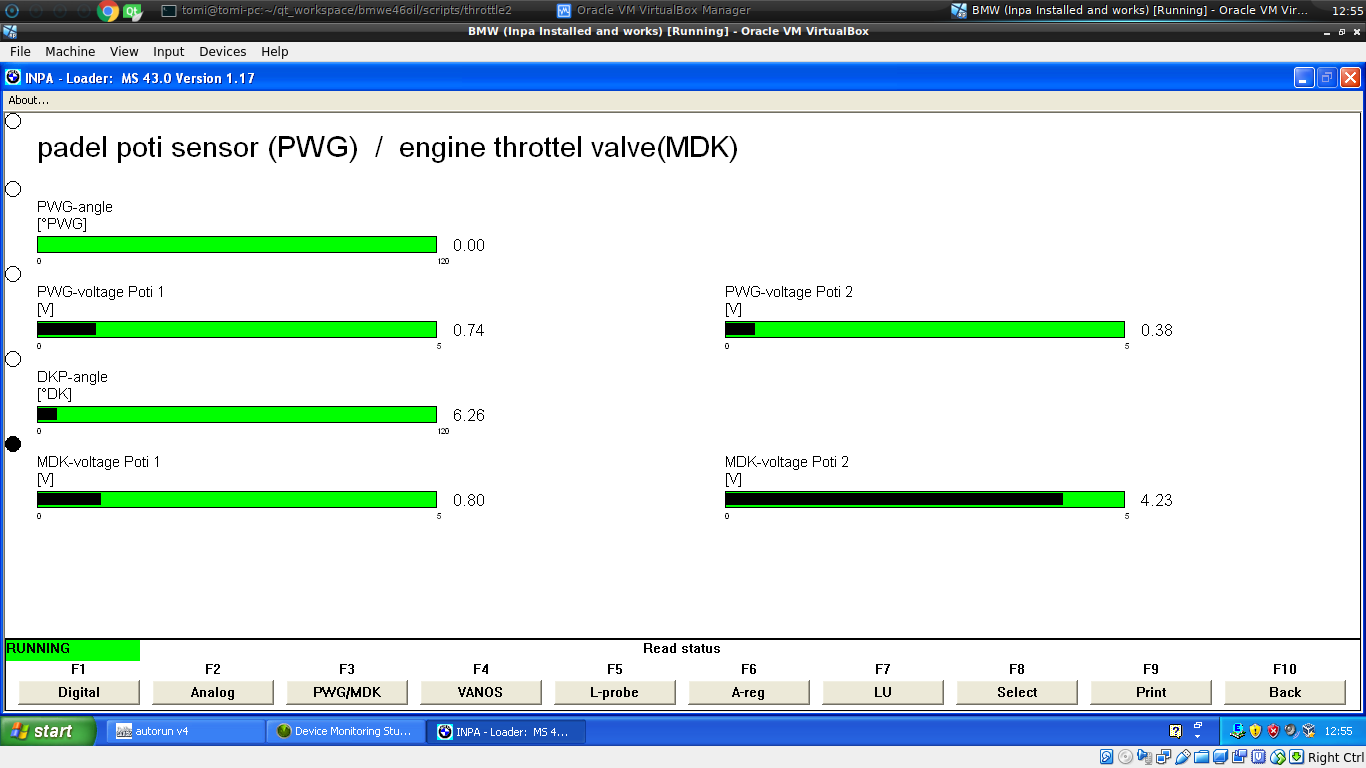 tomi@tomi-pc:~/qt_workspace/bmwe46oil/scripts/throttle2
Oracle VM VirtualBox Manager
BMW (Inpa Installed and works) [Running] - Oracle VM Vir...
12:55
BMW (Inpa Installed and works) [Running] - Oracle VM VirtualBox
File Machine View Input Devices Help
INPA - Loader: MS 43.0 Version 1.17
About...
padel poti sensor (PWG) / engine throttel valve(MDK)
PWG-angle
[°PWG]
0.00
0 120
PWG-voltage Poti 1
[V]
0.74
0 5
PWG-voltage Poti 2
[V]
0.38
0 5
DKP-angle
[°DK]
6.26
0 120
MDK-voltage Poti 1
[V]
0.80
0 5
MDK-voltage Poti 2
[V]
4.23
0 5
RUNNING
Read status
F1 F2 F3 F4 F5 F6 F7 F8 F9 F10
Digital Analog PWG/MDK VANOS L-probe A-reg LU Select Print Back
start
autorun v4
Device Monitoring Stu...
INPA - Loader: MS 4...
12:55
Right Ctrl